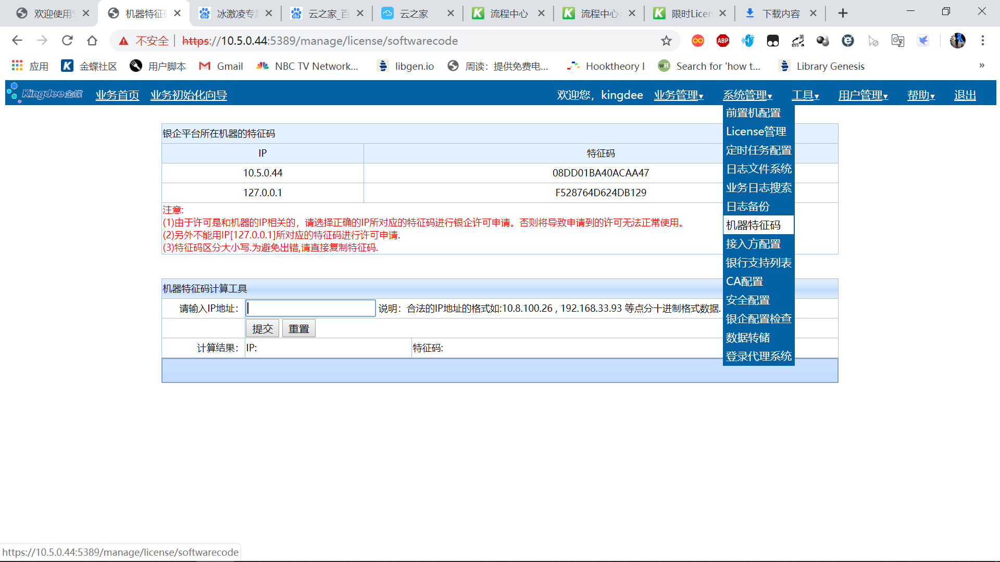 欢迎使用S
机器特征码
冰激凌专属
云之家_百
云之家
流程中心
流程中心
限时Licen
下载内容
不安全
https://10.5.0.44:5389/manage/license/softwarecode
ABP
英
en
应用
金蝶社区
用户脚本
Gmail
NBC TV Network...
libgen.io
周读：提供免费电...
Hooktheory I
wH
Search for 'how t...
Library Genesis
»
Kingdee金蝶
业务首页
业务初始化向导
欢迎您，kingdee
业务管理▾
系统管理▾
工具▾
用户管理▾
帮助▾
退出
前置机配置
License管理
定时任务配置
日志文件系统
业务日志搜索
日志备份
机器特征码
接入方配置
银行支持列表
CA配置
安全配置
银企配置检查
数据转储
登录代理系统
银企平台所在机器的特征码
IP 特征码
10.5.0.44 08DD01BA40ACAA47
127.0.0.1 F528764D624DB129
注意:
(1)由于许可是和机器的IP相关的，请选择正确的IP所对应的特征码进行银企许可申请。否则将导致申请到的许可无法正常使用。
(2)另外不能用IP[127.0.0.1]所对应的特征码进行许可申请.
(3)特征码区分大小写.为避免出错,请直接复制特征码.
机器特征码计算工具
请输入IP地址： 说明：合法的IP地址的格式如:10.8.100.26 , 192.168.33.93 等点分十进制格式数据.
提交 重置
计算结果： IP: 特征码:
https://10.5.0.44:5389/manage/license/softwarecode